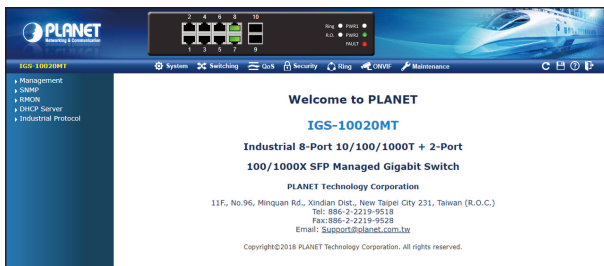 PLANET
Networking & Communication
2 4 6 8 10
1 3 5 7 9
Ring PWR1
R.O. PWR2
FAULT
IGS-10020MT
System Switching QoS Security Ring ONVIF Maintenance
Management
SNMP
RMON
DHCP Server
Industrial Protocol
Welcome to PLANET
IGS-10020MT
Industrial 8-Port 10/100/1000T + 2-Port
100/1000X SFP Managed Gigabit Switch
PLANET Technology Corporation
11F., No.96, Minquan Rd., Xindian Dist., New Taipei City 231, Taiwan (R.O.C.)
Tel: 886-2-2219-9518
Fax:886-2-2219-9528
Email: Support@planet.com.tw
Copyright©2018 PLANET Technology Corporation. All rights reserved.